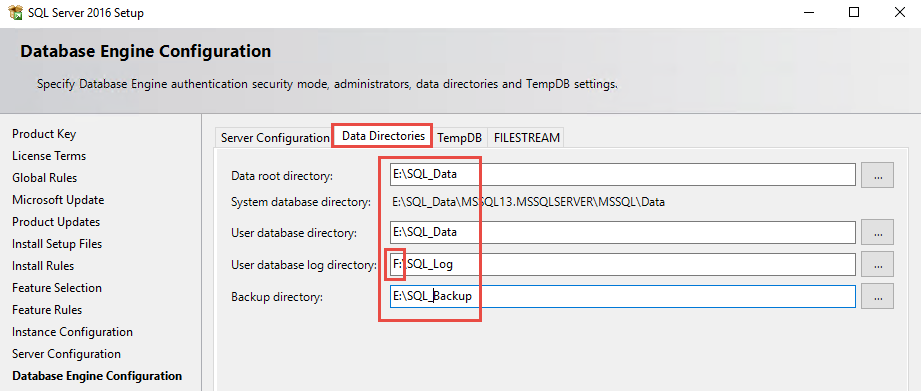 SQL Server 2016 Setup
Database Engine Configuration
Specify Database Engine authentication security mode, administrators, data directories and TempDB settings.
Product Key
License Terms
Global Rules
Microsoft Update
Product Updates
Install Setup Files
Install Rules
Feature Selection
Feature Rules
Instance Configuration
Server Configuration
Database Engine Configuration
Server Configuration Data Directories TempDB FILESTREAM
Data root directory: E:\SQL_Data ...
System database directory: E:\SQL_Data\MSSQL13.MSSQLSERVER\MSSQL\Data
User database directory: E:\SQL_Data ...
User database log directory: F:\SQL_Log ...
Backup directory: E:\SQL_Backup ...